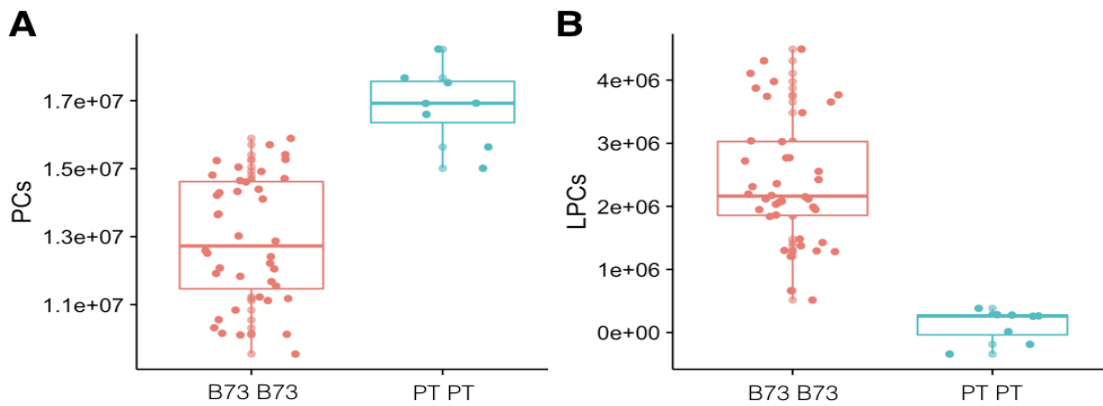 A
PCs
1.7e+07
1.5e+07
1.3e+07
1.1e+07
B73 B73
PT PT
B
LPCs
4e+06
3e+06
2e+06
1e+06
0e+00
B73 B73
PT PT